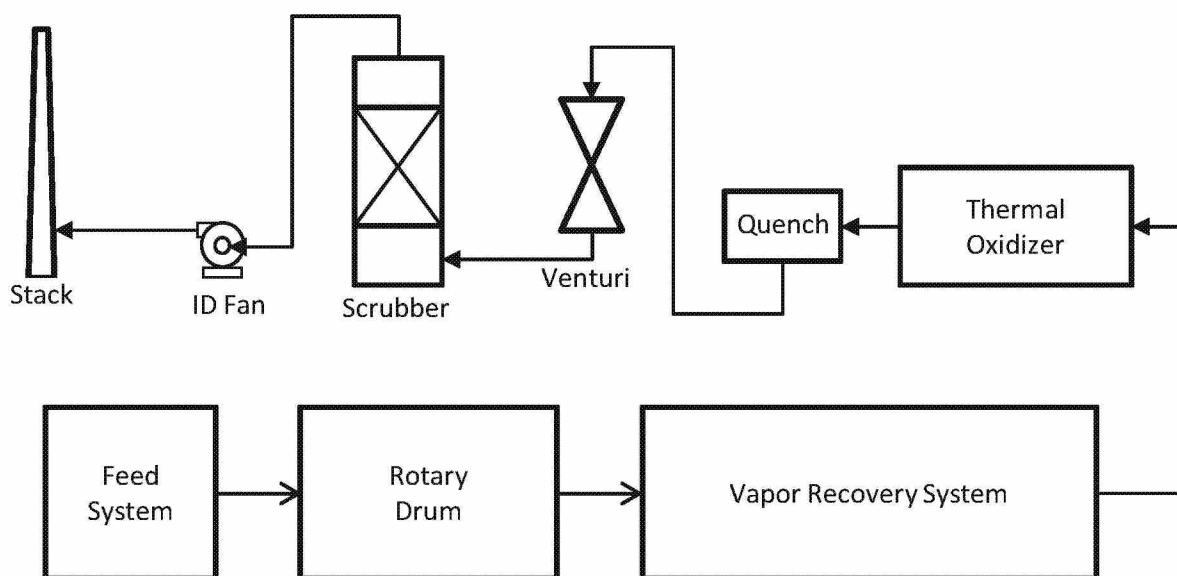 Stack
ID Fan
Scrubber
Venturi
Quench
Thermal
Oxidizer
Feed
System
Rotary
Drum
Vapor Recovery System